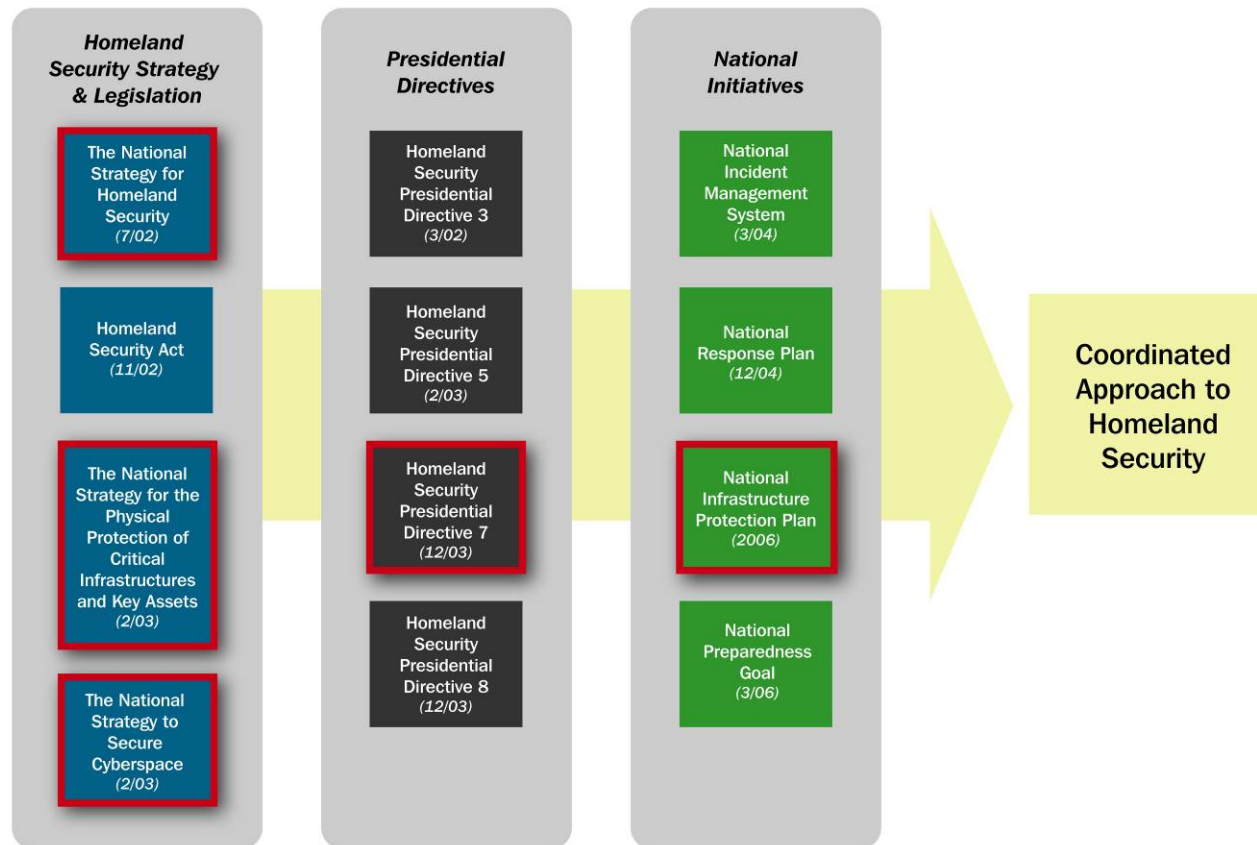 Homeland
Security Strategy
& Legislation
The National
Strategy for
Homeland
Security
(7/02)
Homeland
Security Act
(11/02)
The National
Strategy for the
Physical
Protection of
Critical
Infrastructures
and Key Assets
(2/03)
The National
Strategy to
Secure
Cyberspace
(2/03)
Presidential
Directives
Homeland
Security
Presidential
Directive 3
(3/02)
Homeland
Security
Presidential
Directive 5
(2/03)
Homeland
Security
Presidential
Directive 7
(12/03)
Homeland
Security
Presidential
Directive 8
(12/03)
National
Initiatives
National
Incident
Management
System
(3/04)
National
Response Plan
(12/04)
National
Infrastructure
Protection Plan
(2006)
National
Preparedness
Goal
(3/06)
Coordinated
Approach to
Homeland
Security